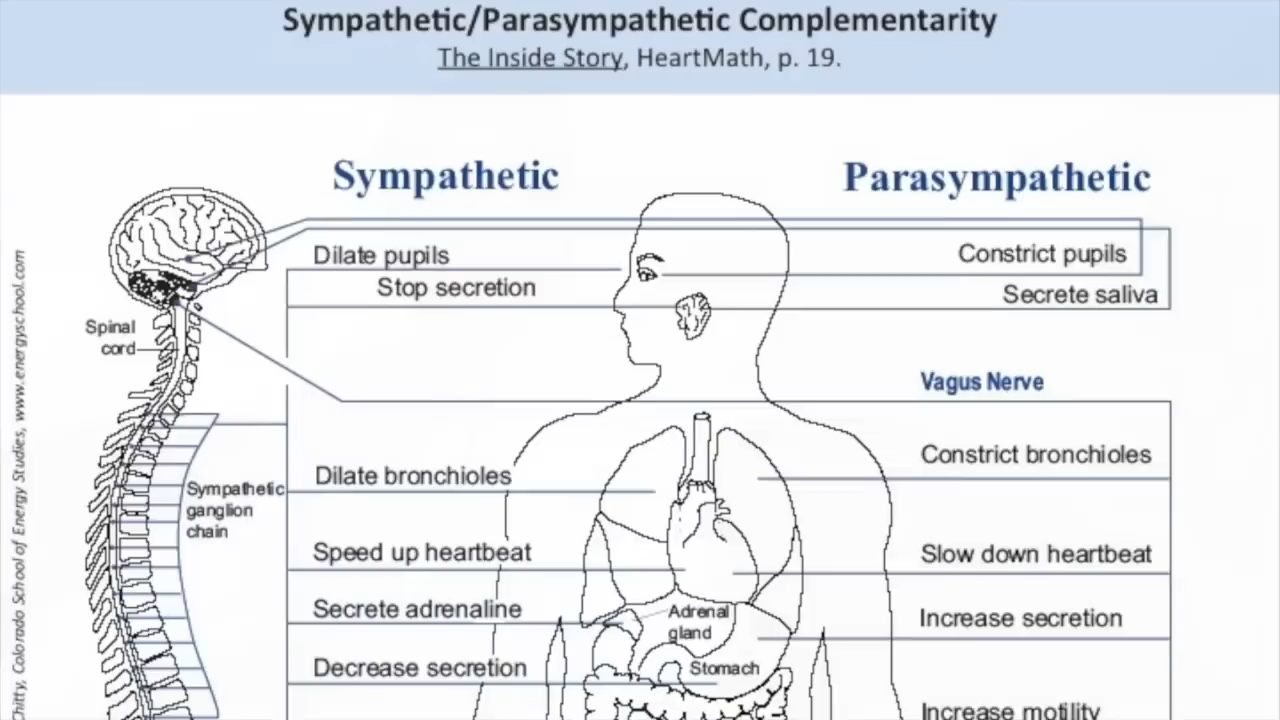 Sympathetic/Parasympathetic Complementarity
The Inside Story, HeartMath, p. 19.
Sympathetic
Parasympathetic
Dilate pupils
Constrict pupils
Stop secretion
Secrete saliva
Spinal
cord
Vagus Nerve
Dilate bronchioles
Constrict bronchioles
Sympathetic
ganglion
chain
Speed up heartbeat
Slow down heartbeat
Secrete adrenaline
Adrenal
gland
Increase secretion
Decrease secretion
Stomach
Increase motility
Chitty, Colorado School of Energy Studies, www.energyschool.com